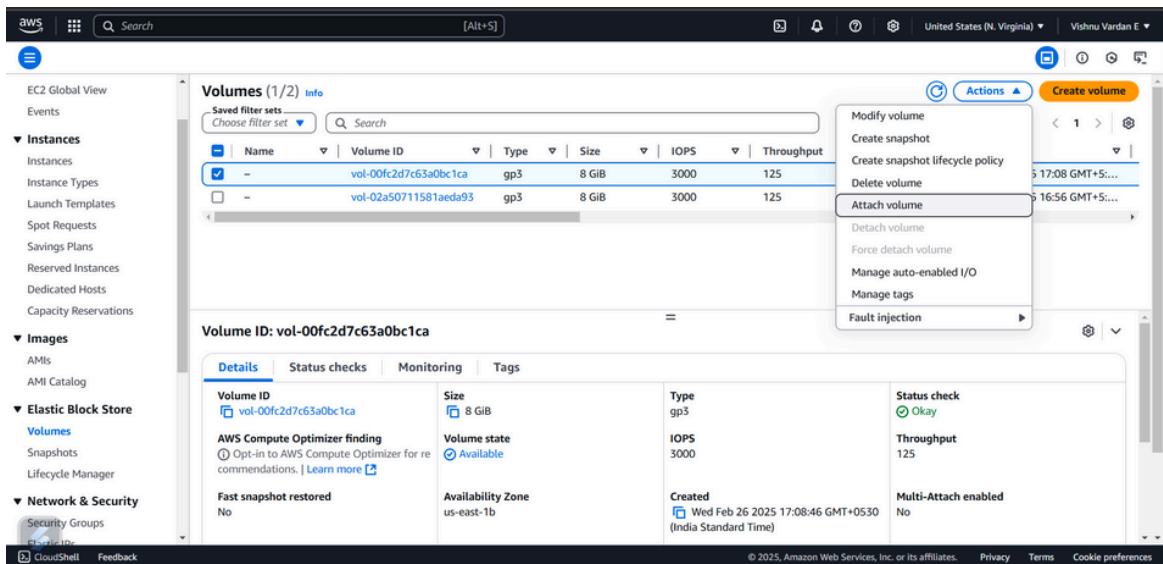 aws
Search [Alt+S]
United States (N. Virginia) Vishnu Vardan E
EC2 Global View
Events
Instances
Instances
Instance Types
Launch Templates
Spot Requests
Savings Plans
Reserved Instances
Dedicated Hosts
Capacity Reservations
Images
AMIs
AMI Catalog
Elastic Block Store
Volumes
Snapshots
Lifecycle Manager
Network & Security
Security Groups
Elastic IPs
Volumes (1/2) Info
Actions
Create volume
Saved filter sets
Choose filter set
Search
1
Name Volume ID Type Size IOPS Throughput
– vol-00fc2d7c63a0bc1ca gp3 8 GiB 3000 125 5 17:08 GMT+5:...
– vol-02a50711581aeda93 gp3 8 GiB 3000 125 5 16:56 GMT+5:...
Modify volume
Create snapshot
Create snapshot lifecycle policy
Delete volume
Attach volume
Detach volume
Force detach volume
Manage auto-enabled I/O
Manage tags
Fault injection
Volume ID: vol-00fc2d7c63a0bc1ca
Details Status checks Monitoring Tags
Volume ID
vol-00fc2d7c63a0bc1ca
Size
8 GiB
Type
gp3
Status check
Okay
AWS Compute Optimizer finding
Opt-in to AWS Compute Optimizer for re
commendations. | Learn more
Volume state
Available
IOPS
3000
Throughput
125
Fast snapshot restored
No
Availability Zone
us-east-1b
Created
Wed Feb 26 2025 17:08:46 GMT+0530
(India Standard Time)
Multi-Attach enabled
No
CloudShell Feedback © 2025, Amazon Web Services, Inc. or its affiliates. Privacy Terms Cookie preferences